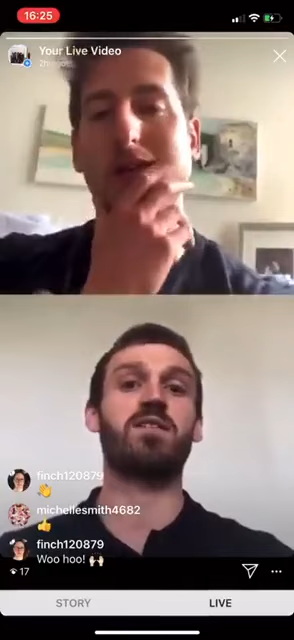 16:25
Your Live Video
finch120879
👋
michellesmith4682
👍
finch120879
Woo hoo! 🙌🏻
17
STORY
LIVE